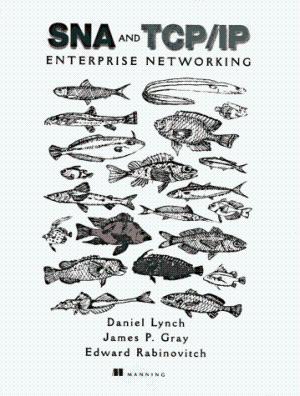 SNA AND TCP/IP
ENTERPRISE NETWORKING
Daniel Lynch
James P. Gray
Edward Rabinovitch
MANNING